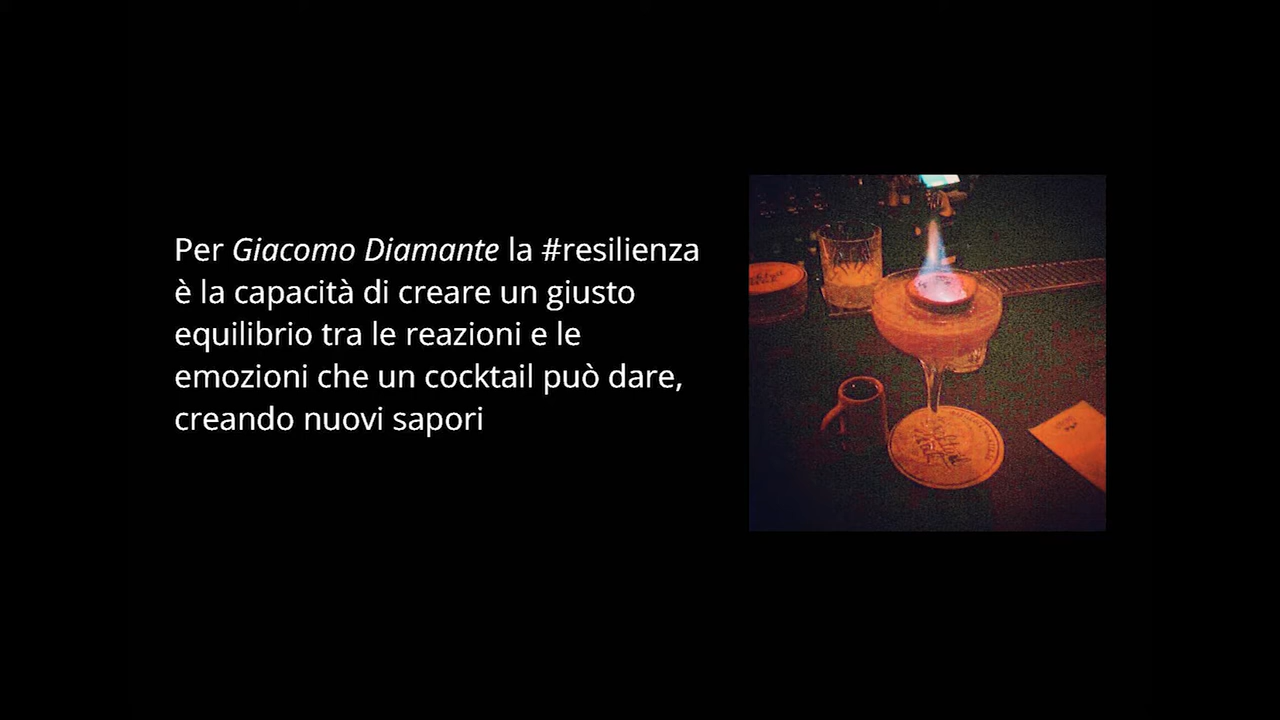 Per Giacomo Diamante la #resilienza
è la capacità di creare un giusto
equilibrio tra le reazioni e le
emozioni che un cocktail può dare,
creando nuovi sapori